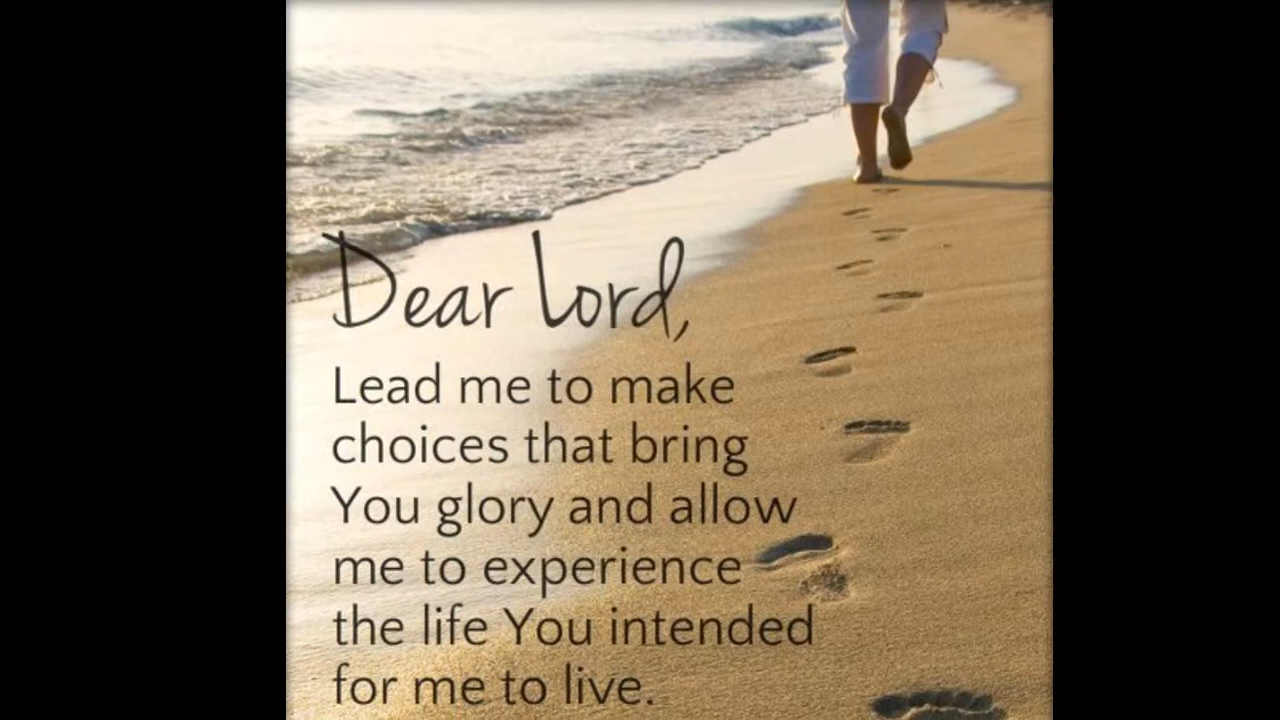 Dear Lord,
Lead me to make
choices that bring
You glory and allow
me to experience
the life You intended
for me to live.